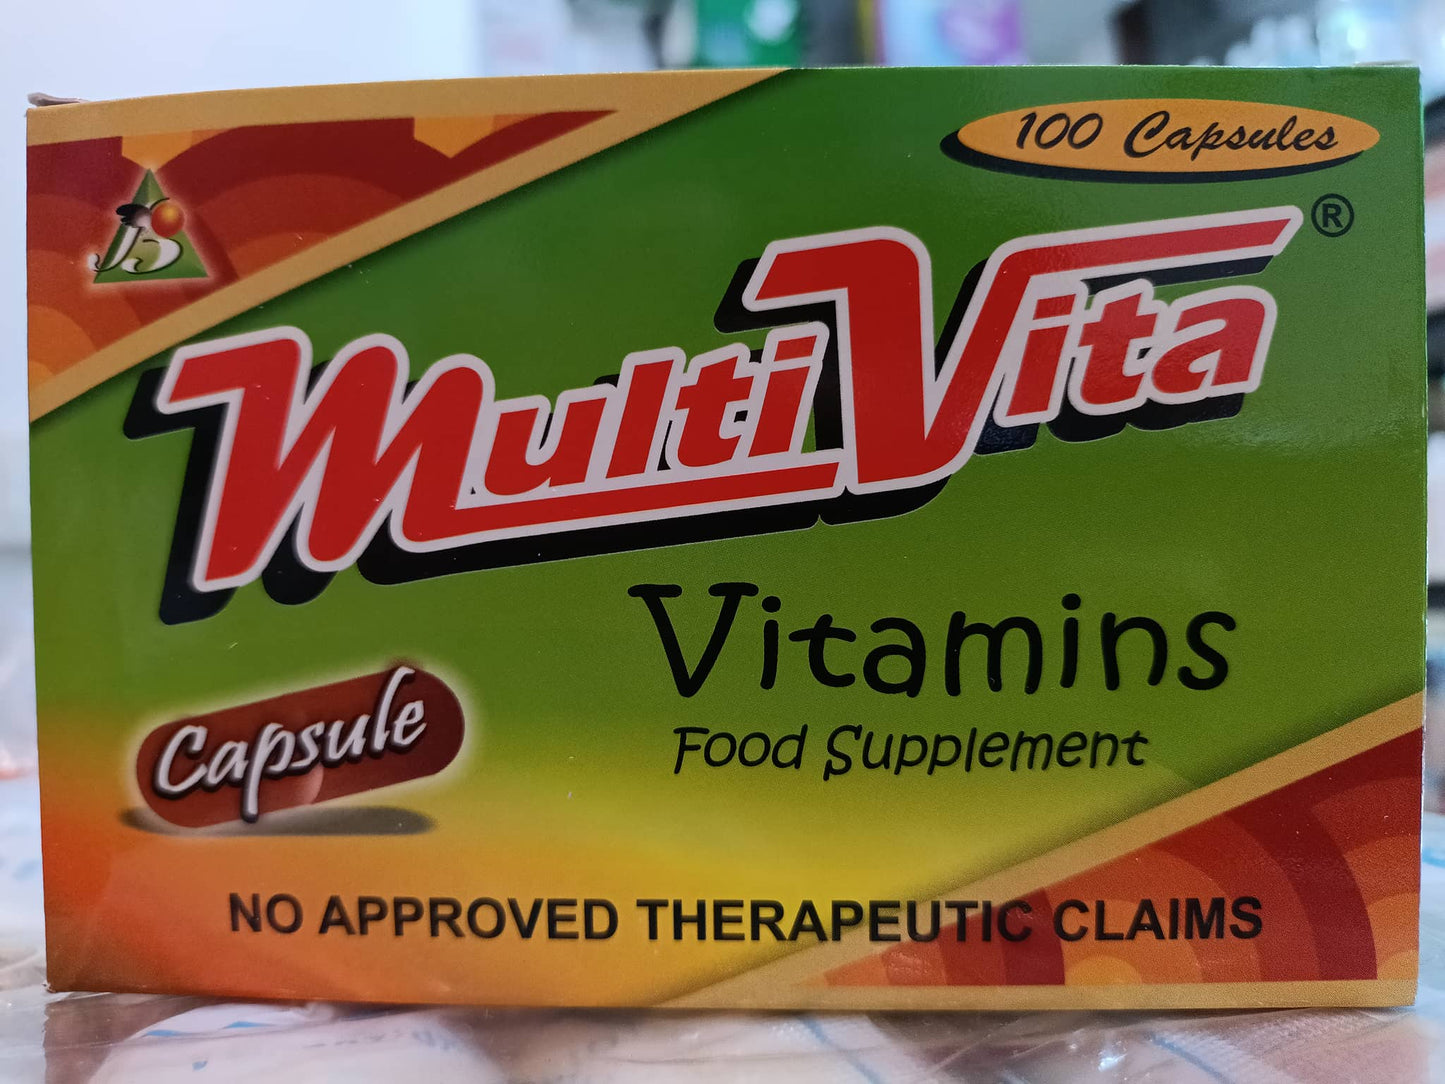 100 Capsules
MultiVita®
Vitamins
Food Supplement
Capsule
NO APPROVED THERAPEUTIC CLAIMS